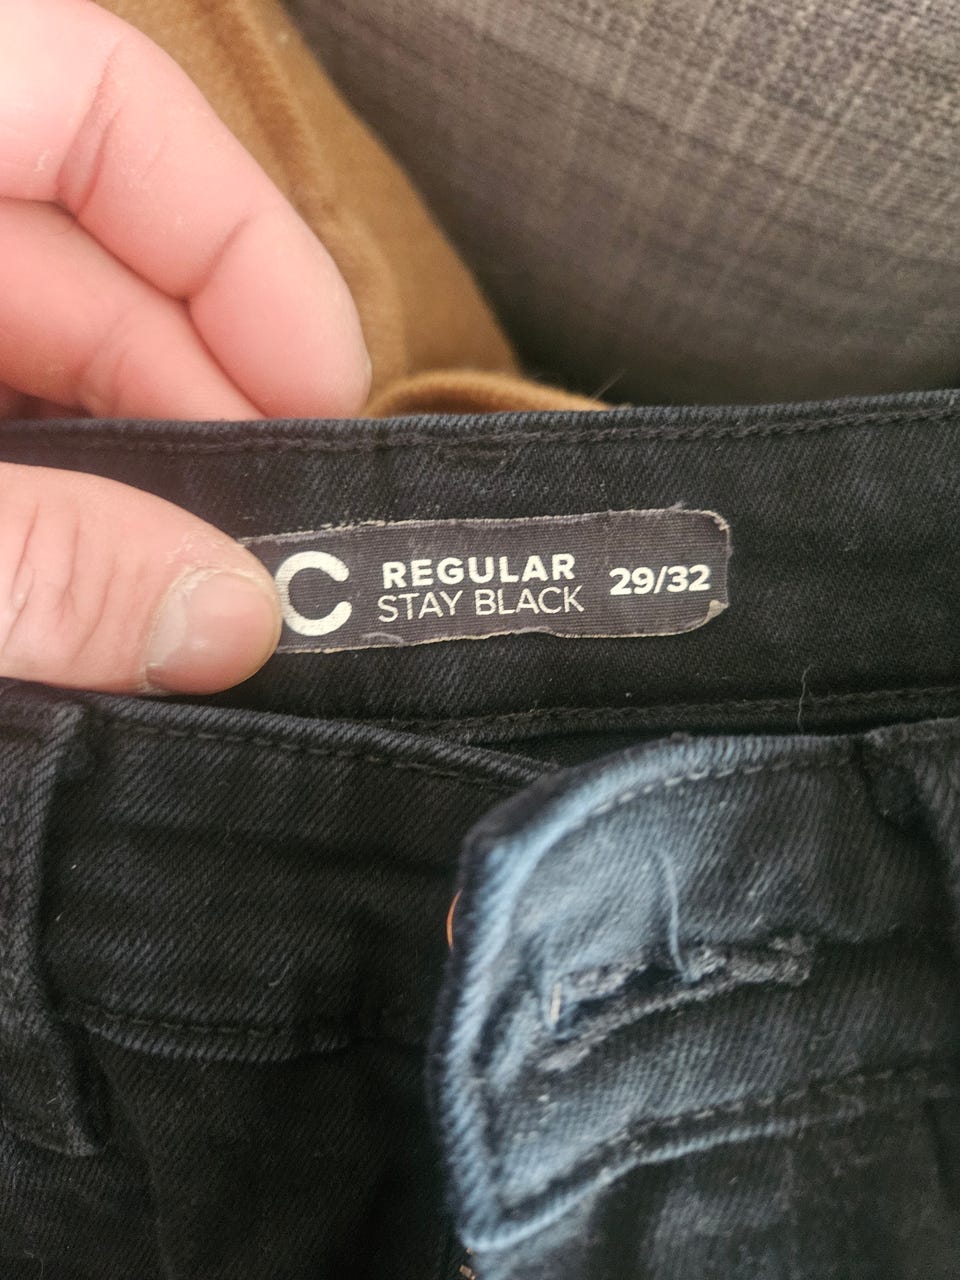 C
REGULAR
STAY BLACK
29/32